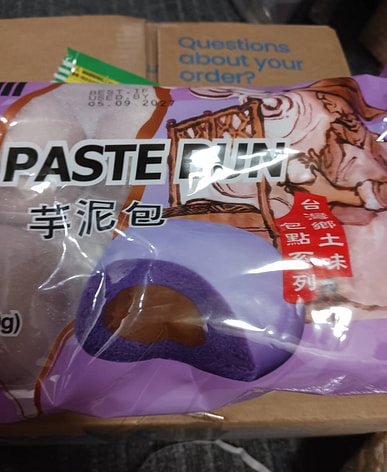 Questions
about your
order?
BEST IF
USED BY
05.09.202
PASTE BUN
芋泥包
台灣鄉土味
包點系列
g)